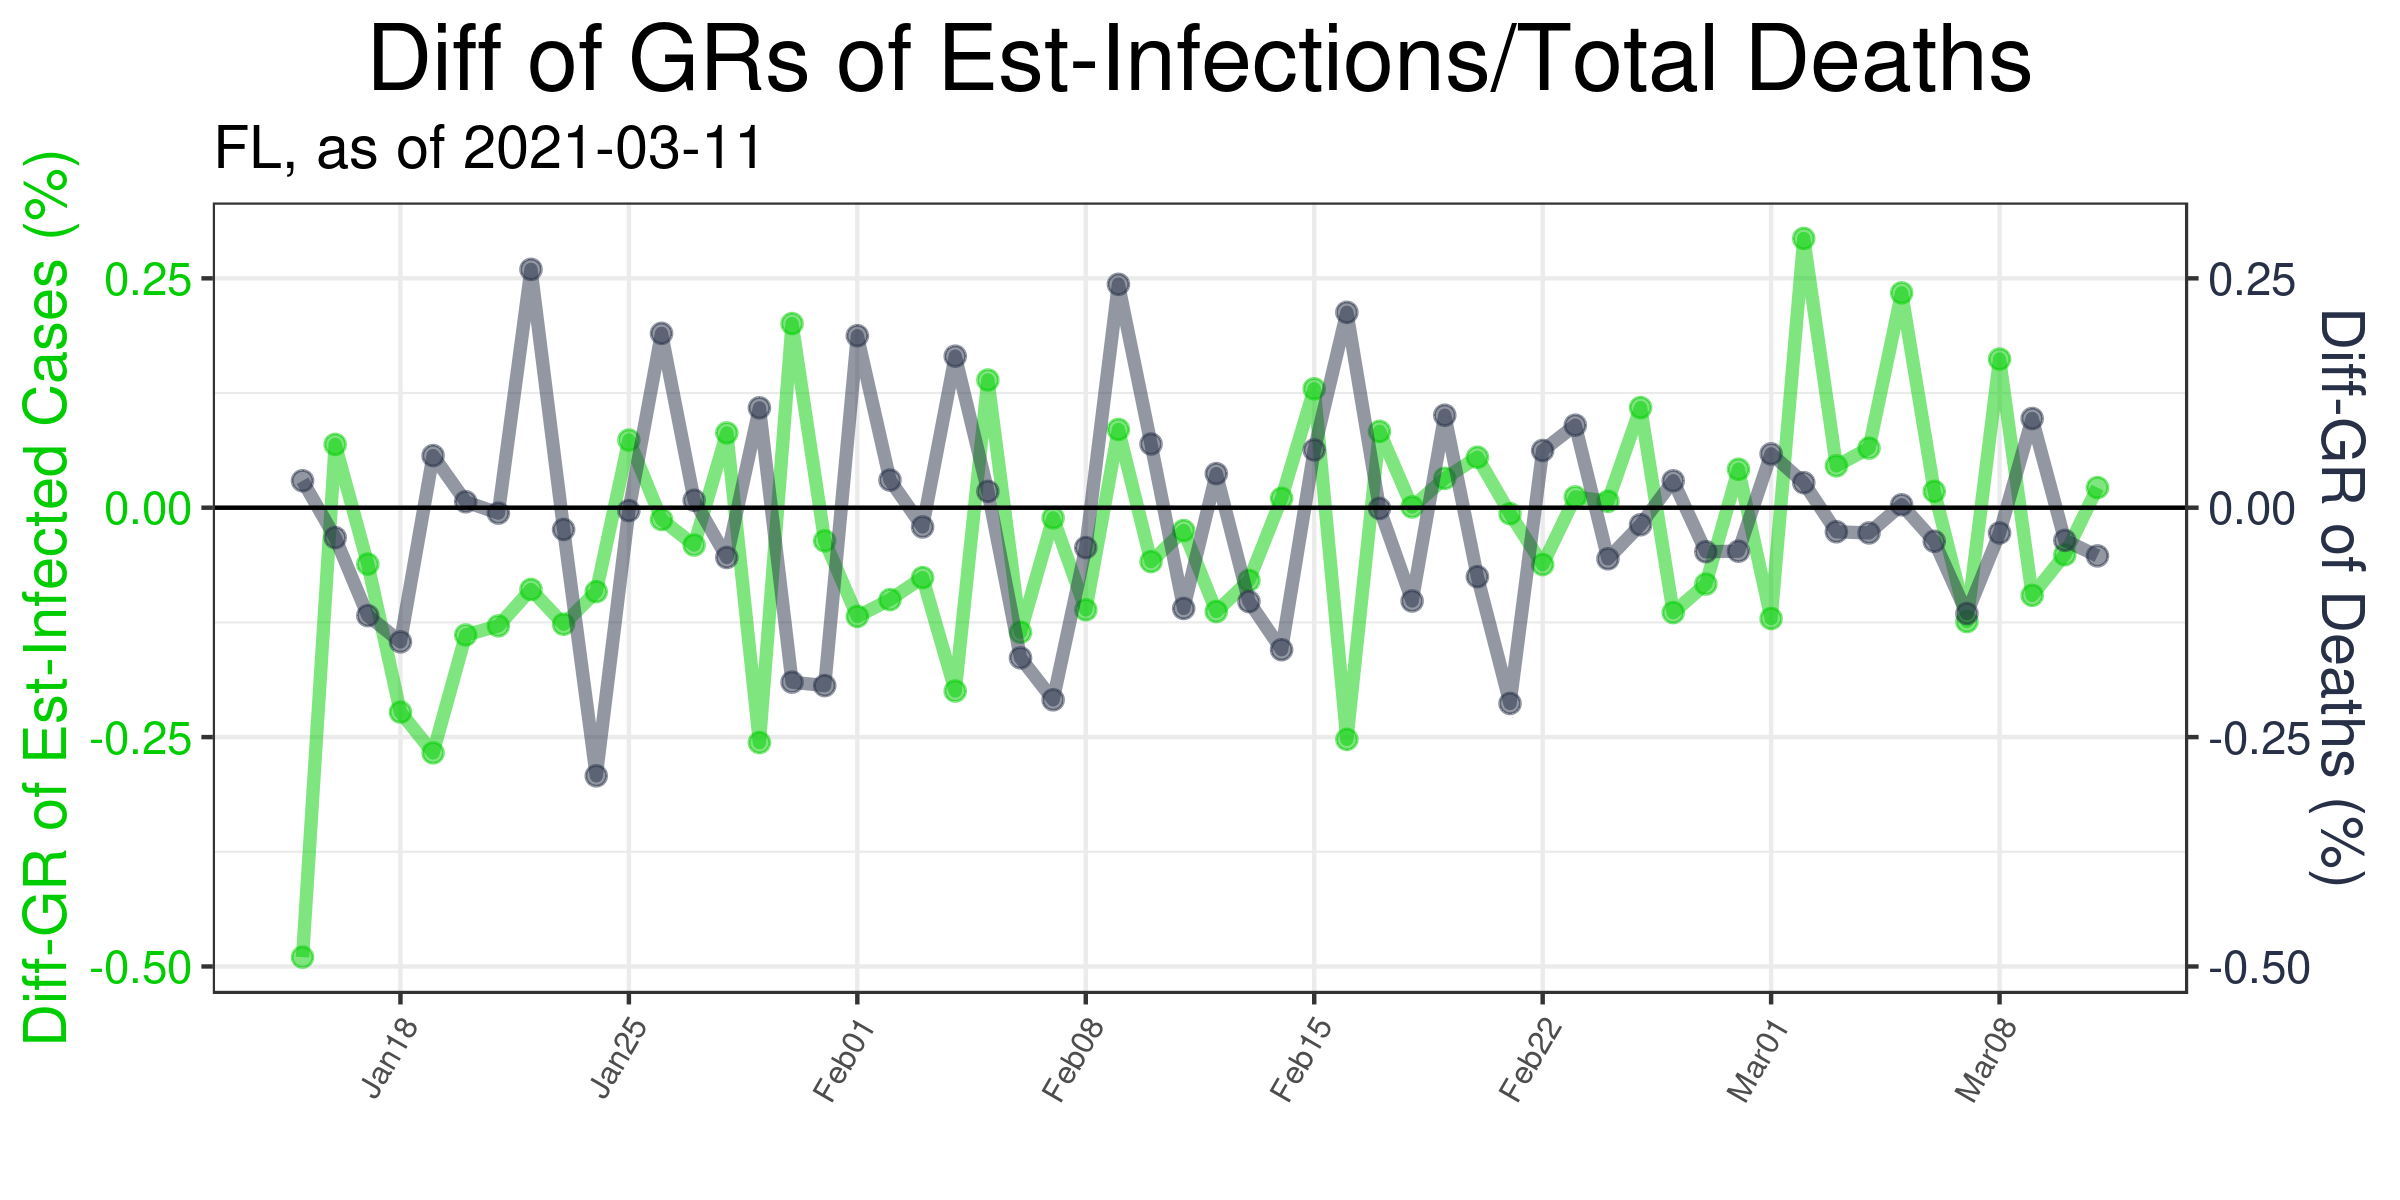 Diff of GRs of Est-Infections/Total Deaths
FL, as of 2021-03-11
Diff-GR of Est-Infected Cases (%)
0.25
0.00
-0.25
-0.50
0.25
0.00
-0.25
-0.50
Diff-GR of Deaths (%)
Jan18
Jan25
Feb01
Feb08
Feb15
Feb22
Mar01
Mar08